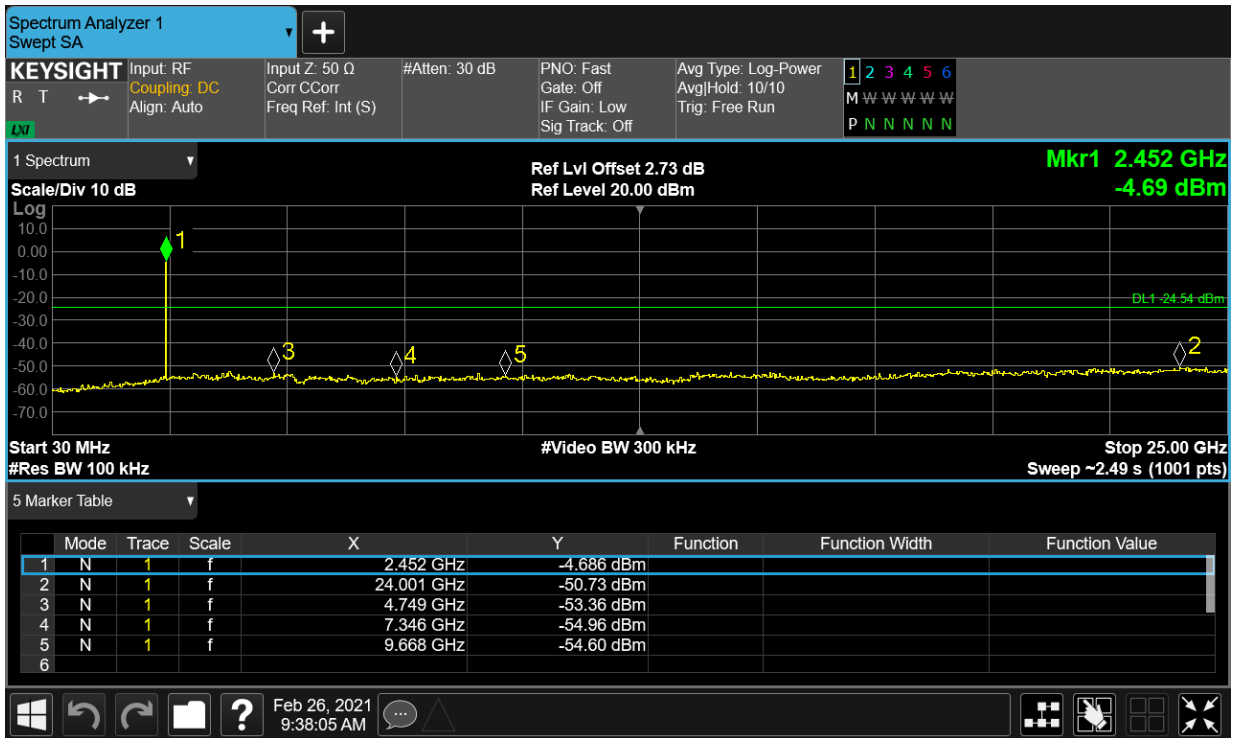 Spectrum Analyzer 1
Swept SA
KEYSIGHT
R T
LXI
Input: RF
Coupling: DC
Align: Auto
Input Z: 50 Ω
Corr CCorr
Freq Ref: Int (S)
#Atten: 30 dB
PNO: Fast
Gate: Off
IF Gain: Low
Sig Track: Off
Avg Type: Log-Power
Avg|Hold: 10/10
Trig: Free Run
1 2 3 4 5 6
M W W W W W
P N N N N N
1 Spectrum
Scale/Div 10 dB
Ref Lvl Offset 2.73 dB
Ref Level 20.00 dBm
Mkr1 2.452 GHz
-4.69 dBm
Log
10.0
0.00
-10.0
-20.0
-30.0
-40.0
-50.0
-60.0
-70.0
1
DL1 -24.54 dBm
3
4
5
2
Start 30 MHz
#Res BW 100 kHz
#Video BW 300 kHz
Stop 25.00 GHz
Sweep ~2.49 s (1001 pts)
5 Marker Table
Mode Trace Scale X Y Function Function Width Function Value
1 N 1 f 2.452 GHz -4.686 dBm
2 N 1 f 24.001 GHz -50.73 dBm
3 N 1 f 4.749 GHz -53.36 dBm
4 N 1 f 7.346 GHz -54.96 dBm
5 N 1 f 9.668 GHz -54.60 dBm
6
?
Feb 26, 2021
9:38:05 AM